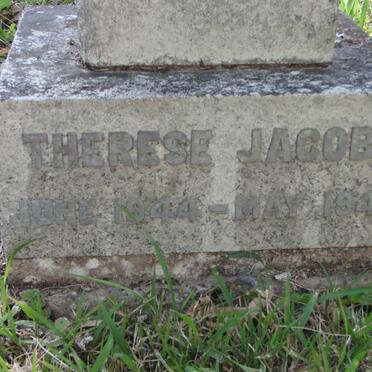 THERESE JACOB
JUNE 1944 - MAY 194